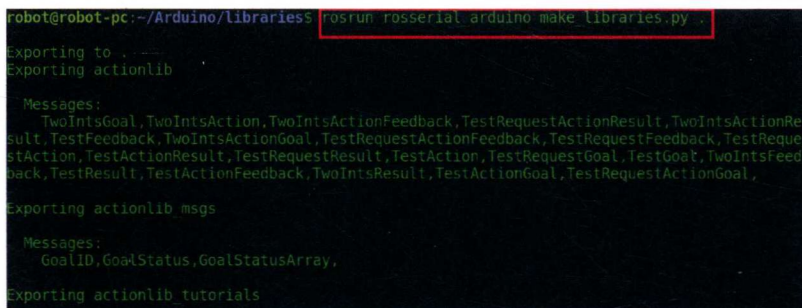 robot@robot-pc:~/Arduino/libraries$ rosrun rosserial_arduino make_libraries.py .
Exporting to .
Exporting actionlib
Messages:
TwoIntsGoal,TwoIntsAction,TwoIntsActionFeedback,TestRequestActionResult,TwoIntsActionRe
sult,TestFeedback,TwoIntsActionGoal,TestRequestActionFeedback,TestRequestFeedback,TestReque
stAction,TestActionResult,TestRequestResult,TestAction,TestRequestGoal,TestGoal,TwoIntsFeed
back,TestResult,TestActionFeedback,TwoIntsResult,TestActionGoal,TestRequestActionGoal,
Exporting actionlib_msgs
Messages:
GoalID,GoalStatus,GoalStatusArray,
Exporting actionlib_tutorials